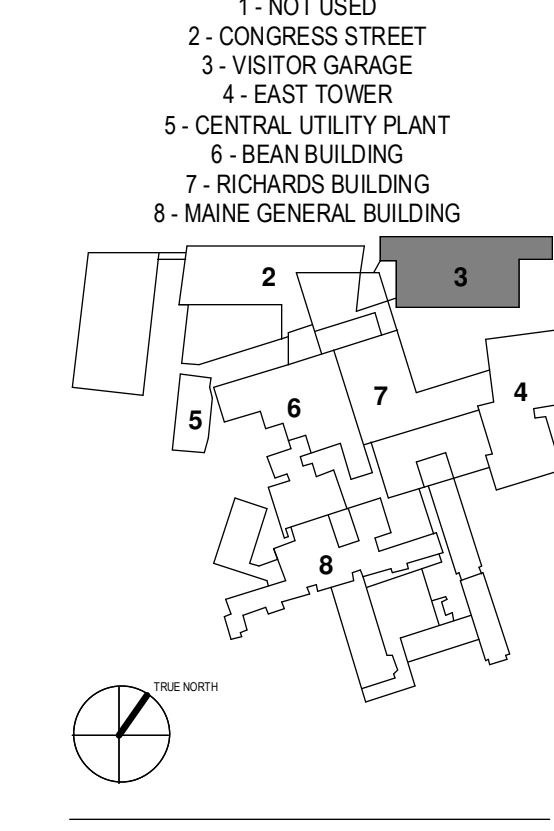 1 - NOT USED
2 - CONGRESS STREET
3 - VISITOR GARAGE
4 - EAST TOWER
5 - CENTRAL UTILITY PLANT
6 - BEAN BUILDING
7 - RICHARDS BUILDING
8 - MAINE GENERAL BUILDING
2
3
7
4
6
5
8
TRUE NORTH